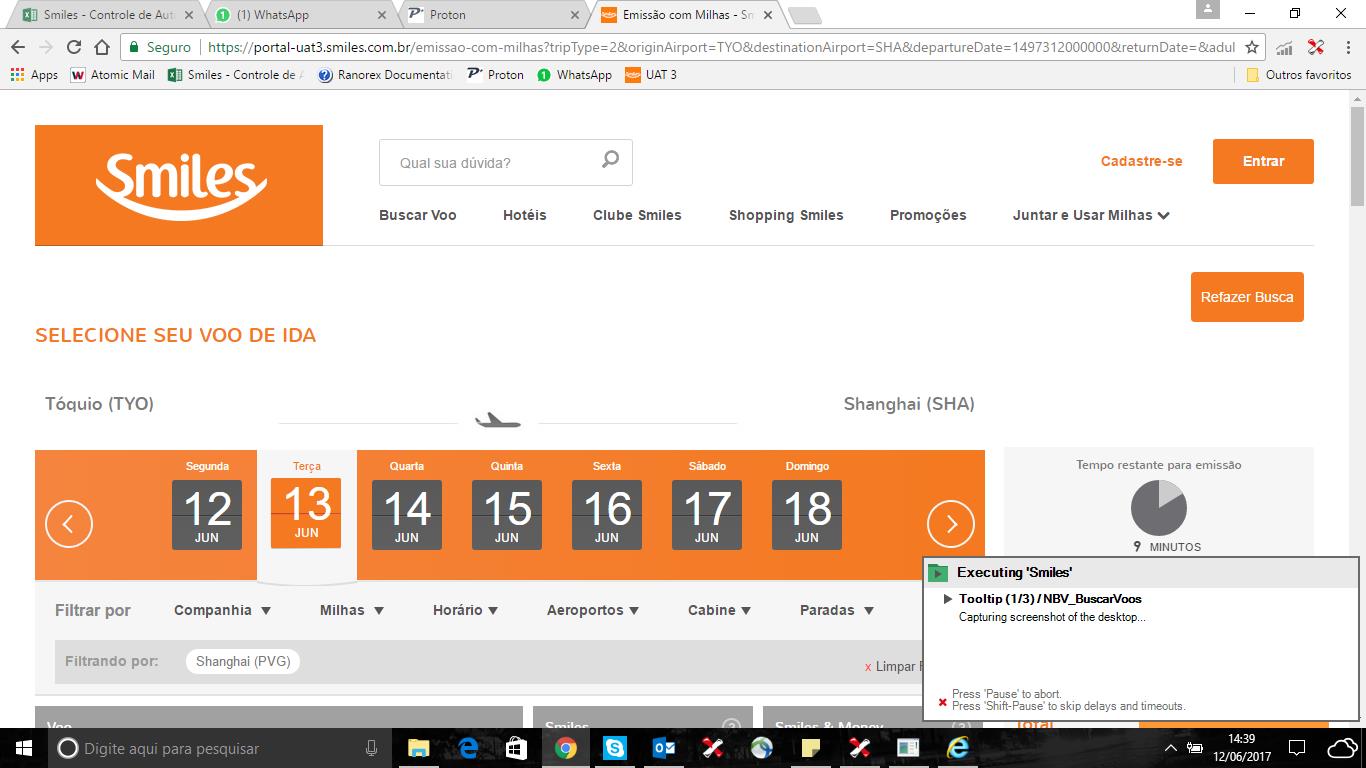 Smiles - Controle de Aut
(1) WhatsApp
Proton
Emissão com Milhas - Sm
Seguro
https://portal-uat3.smiles.com.br/emissao-com-milhas?tripType=2&originAirport=TYO&destinationAirport=SHA&departureDate=1497312000000&returnDate=&adul
Apps
Atomic Mail
Smiles - Controle de A
Ranorex Documentati
Proton
WhatsApp
UAT 3
Outros favoritos
Smiles
Qual sua dúvida?
Cadastre-se
Entrar
Buscar Voo
Hotéis
Clube Smiles
Shopping Smiles
Promoções
Juntar e Usar Milhas
Refazer Busca
SELECIONE SEU VOO DE IDA
Tóquio (TYO)
Shanghai (SHA)
Segunda
12
JUN
Terça
13
JUN
Quarta
14
JUN
Quinta
15
JUN
Sexta
16
JUN
Sábado
17
JUN
Domingo
18
JUN
Tempo restante para emissão
9 MINUTOS
Filtrar por
Companhia
Milhas
Horário
Aeroportos
Cabine
Paradas
Filtrando por:
Shanghai (PVG)
x Limpar F
Executing 'Smiles'
Tooltip (1/3) / NBV_BuscarVoos
Capturing screenshot of the desktop...
Press 'Pause' to abort.
Press 'Shift-Pause' to skip delays and timeouts.
Voo
Smiles
Smiles & Money
Total
Digite aqui para pesquisar
14:39
12/06/2017